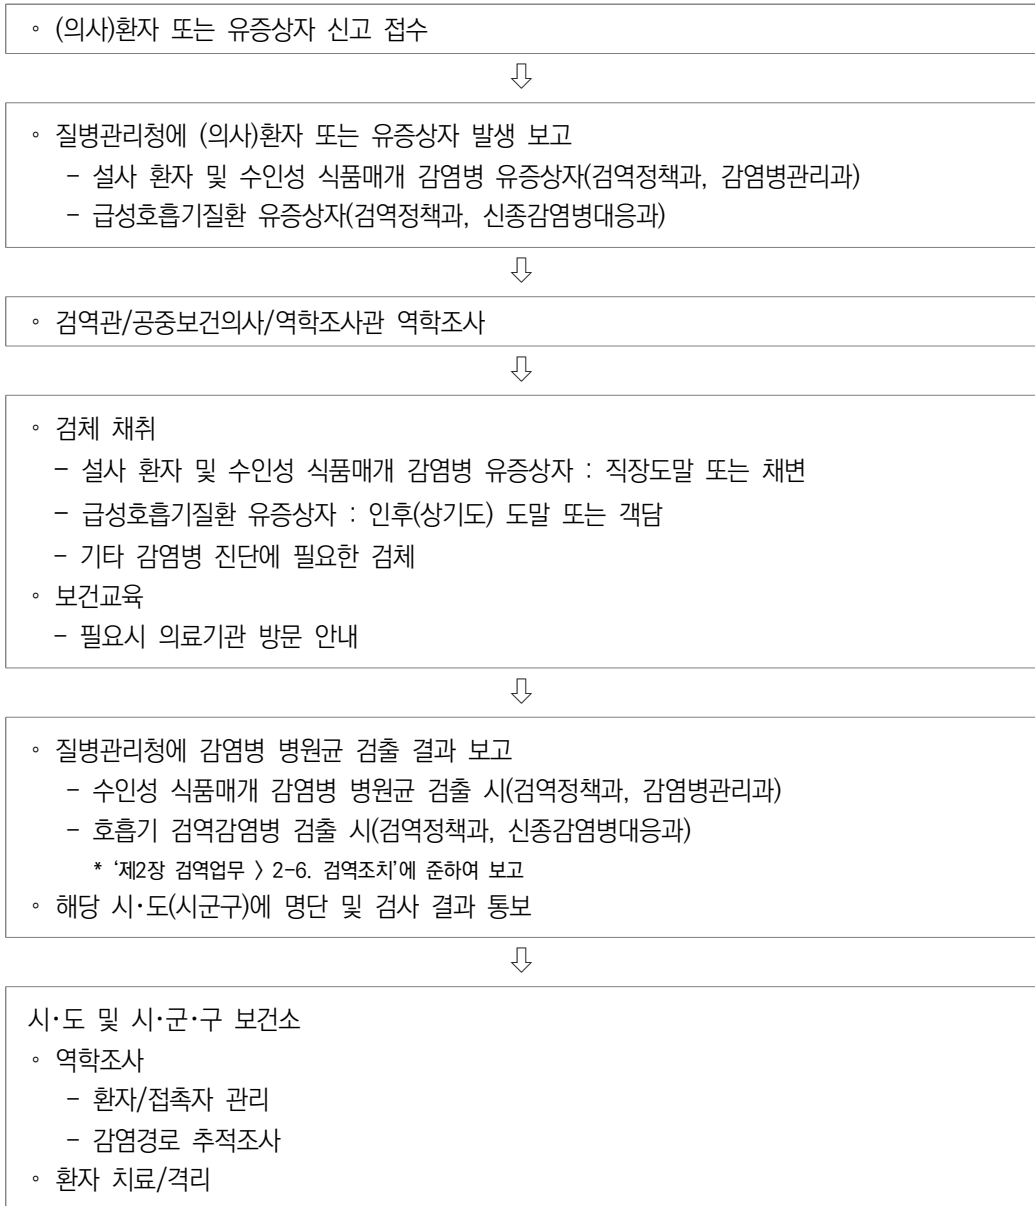 ◦ (의사)환자 또는 유증상자 신고 접수
⇩
◦ 질병관리청에 (의사)환자 또는 유증상자 발생 보고
- 설사 환자 및 수인성 식품매개 감염병 유증상자(검역정책과, 감염병관리과)
- 급성호흡기질환 유증상자(검역정책과, 신종감염병대응과)
⇩
◦ 검역관/공중보건의사/역학조사관 역학조사
⇩
◦ 검체 채취
- 설사 환자 및 수인성 식품매개 감염병 유증상자 : 직장도말 또는 채변
- 급성호흡기질환 유증상자 : 인후(상기도) 도말 또는 객담
- 기타 감염병 진단에 필요한 검체
◦ 보건교육
- 필요시 의료기관 방문 안내
⇩
◦ 질병관리청에 감염병 병원균 검출 결과 보고
- 수인성 식품매개 감염병 병원균 검출 시(검역정책과, 감염병관리과)
- 호흡기 검역감염병 검출 시(검역정책과, 신종감염병대응과)
* ‘제2장 검역업무 > 2-6. 검역조치’에 준하여 보고
◦ 해당 시·도(시군구)에 명단 및 검사 결과 통보
⇩
시·도 및 시·군·구 보건소
◦ 역학조사
- 환자/접촉자 관리
- 감염경로 추적조사
◦ 환자 치료/격리